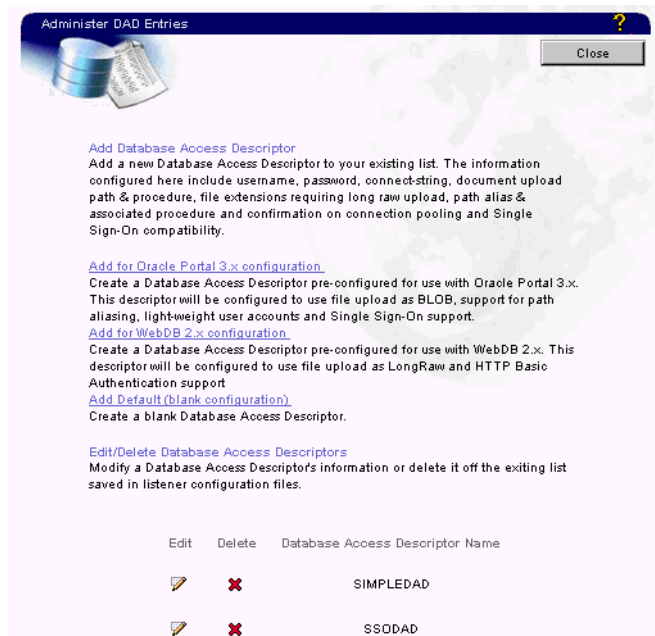 Administer DAD Entries
?
Close
Add Database Access Descriptor
Add a new Database Access Descriptor to your existing list. The information
configured here include username, password, connect-string, document upload
path & procedure, file extensions requiring long raw upload, path alias &
associated procedure and confirmation on connection pooling and Single
Sign-On compatibility.
Add for Oracle Portal 3.x configuration
Create a Database Access Descriptor pre-configured for use with Oracle Portal 3.x.
This descriptor will be configured to use file upload as BLOB, support for path
aliasing, light-weight user accounts and Single Sign-On support.
Add for WebDB 2.x configuration
Create a Database Access Descriptor pre-configured for use with WebDB 2.x. This
descriptor will be configured to use file upload as LongRaw and HTTP Basic
Authentication support
Add Default (blank configuration)
Create a blank Database Access Descriptor.
Edit/Delete Database Access Descriptors
Modify a Database Access Descriptor's information or delete it off the exiting list
saved in listener configuration files.
Edit Delete Database Access Descriptor Name
SIMPLEDAD
SSODAD